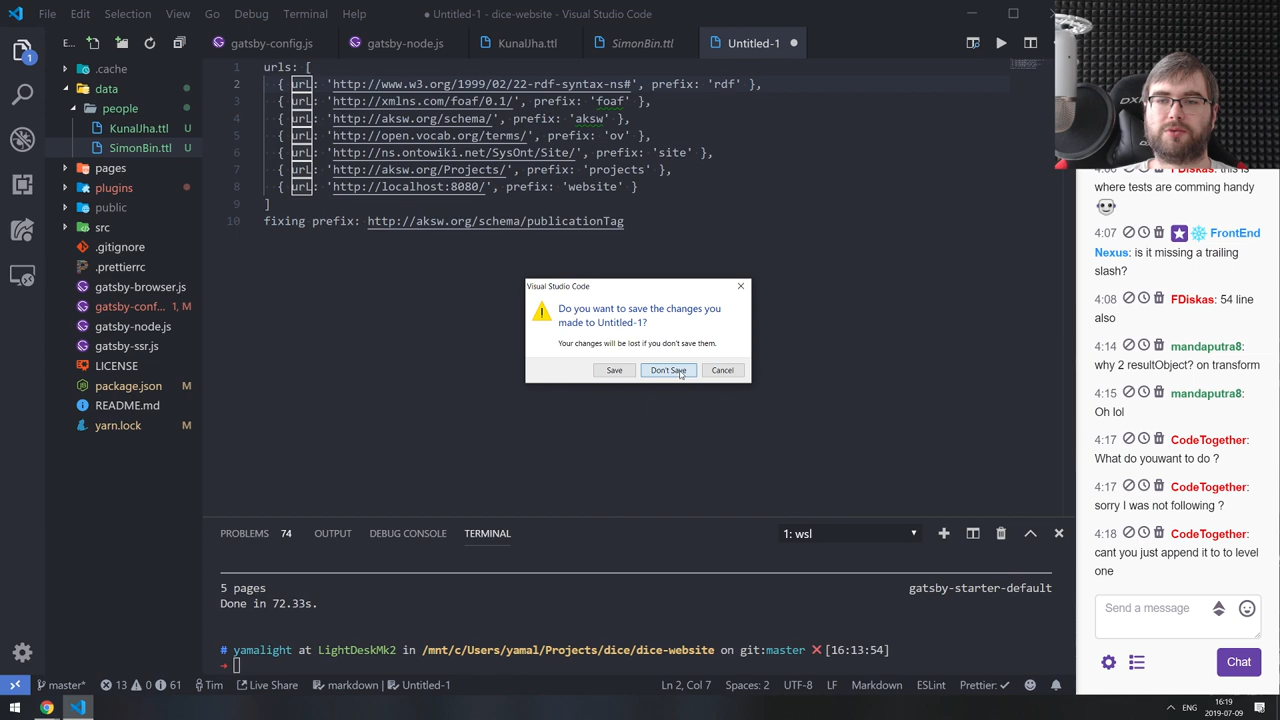 File Edit Selection View Go Debug Terminal Help
● Untitled-1 - dice-website - Visual Studio Code
E...
gatsby-config.js
gatsby-node.js
KunalJha.ttl
SimonBin.ttl
Untitled-1 ●
.cache
data
people
KunalJha.ttl U
SimonBin.ttl U
pages
plugins
public
src
.gitignore
.prettierrc
gatsby-browser.js
gatsby-conf... 1, M
gatsby-node.js
gatsby-ssr.js
LICENSE
package.json M
README.md
yarn.lock M
1 urls: [
2 { url: 'http://www.w3.org/1999/02/22-rdf-syntax-ns#', prefix: 'rdf' },
3 { url: 'http://xmlns.com/foaf/0.1/', prefix: 'foaf' },
4 { url: 'http://aksw.org/schema/', prefix: 'aksw' },
5 { url: 'http://open.vocab.org/terms/', prefix: 'ov' },
6 { url: 'http://ns.ontowiki.net/SysOnt/Site/', prefix: 'site' },
7 { url: 'http://aksw.org/Projects/', prefix: 'projects' },
8 { url: 'http://localhost:8080/', prefix: 'website' }
9 ]
10 fixing prefix: http://aksw.org/schema/publicationTag
Visual Studio Code
Do you want to save the changes you
made to Untitled-1?
Your changes will be lost if you don't save them.
Save Don't Save Cancel
PROBLEMS 74 OUTPUT DEBUG CONSOLE TERMINAL
1: wsl
5 pages gatsby-starter-default
Done in 72.33s.
# yamalight at LightDeskMk2 in /mnt/c/Users/yamal/Projects/dice/dice-website on git:master ❌ [16:13:54]
➜
master* 13 0 61 Tim Live Share markdown | Untitled-1
Ln 2, Col 7 Spaces: 2 UTF-8 LF Markdown ESLint Prettier: ✓
where tests are comming handy
4:07 FrontEnd
Nexus: is it missing a trailing
slash?
4:08 FDiskas: 54 line
also
4:14 mandaputra8:
why 2 resultObject? on transform
4:15 mandaputra8:
Oh lol
4:17 CodeTogether:
What do youwant to do ?
4:17 CodeTogether:
sorry I was not following ?
4:18 CodeTogether:
cant you just append it to to level
one
Send a message
Chat
ENG
16:19
2019-07-09